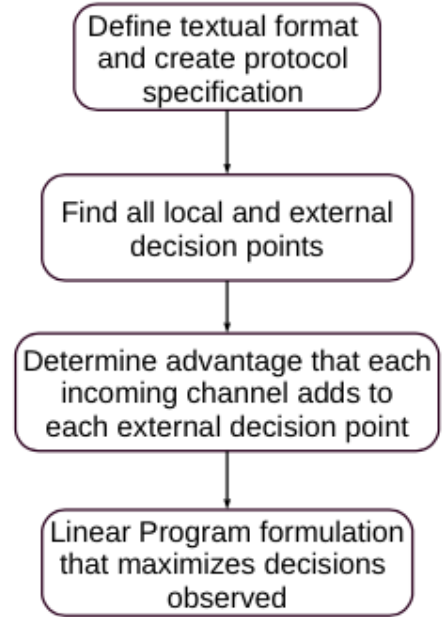 Define textual format
and create protocol
specification
Find all local and external
decision points
Determine advantage that each
incoming channel adds to
each external decision point
Linear Program formulation
that maximizes decisions
observed